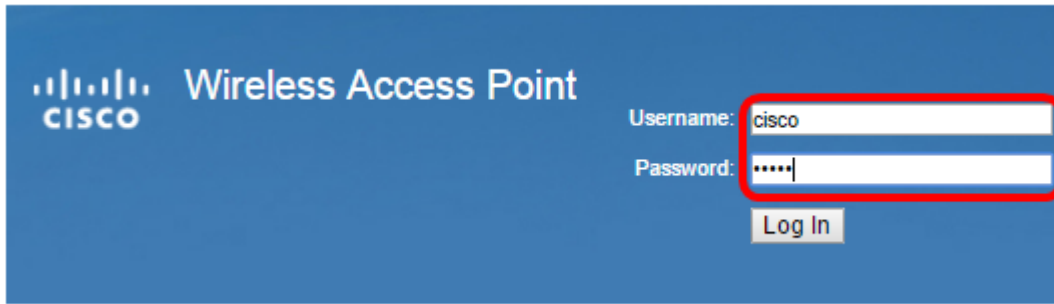 CISCO
Wireless Access Point
Username: cisco
Password: •••••
Log In